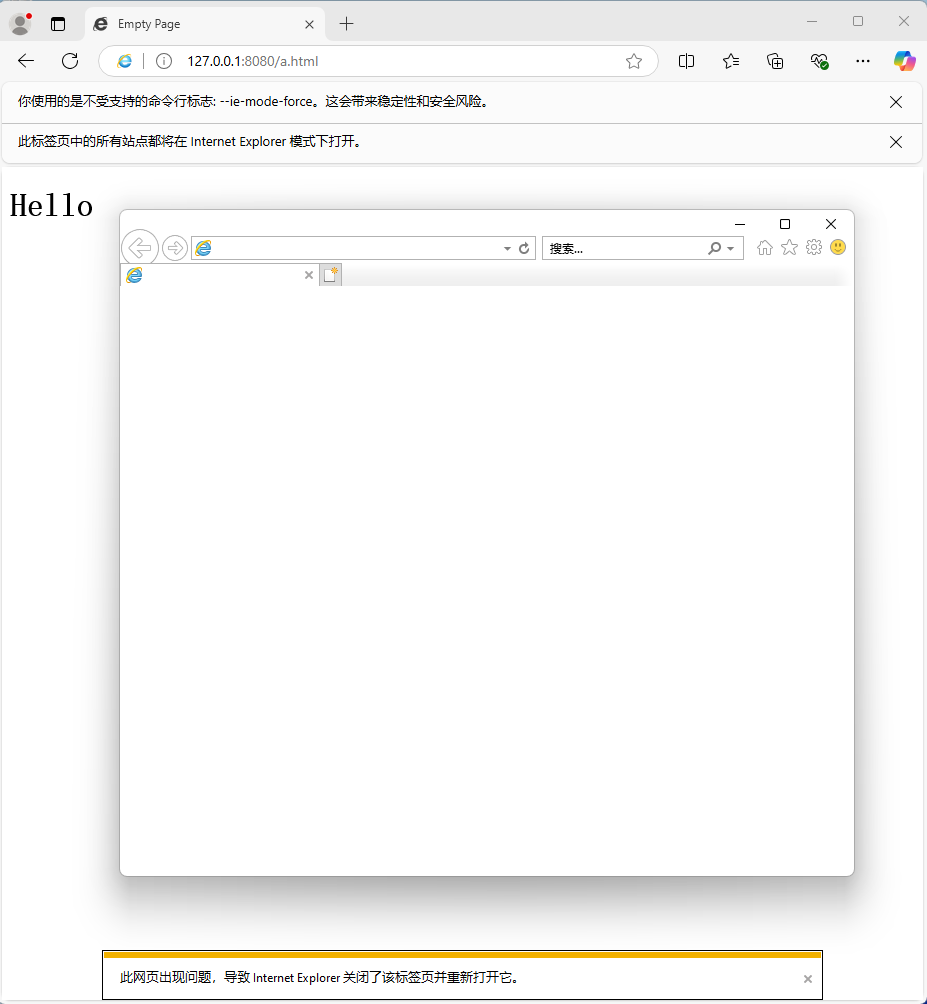 Empty Page
127.0.0.1:8080/a.html
你使用的是不受支持的命令行标志: --ie-mode-force。这会带来稳定性和安全风险。
此标签页中的所有站点都将在 Internet Explorer 模式下打开。
Hello
搜索...
此网页出现问题，导致 Internet Explorer 关闭了该标签页并重新打开它。